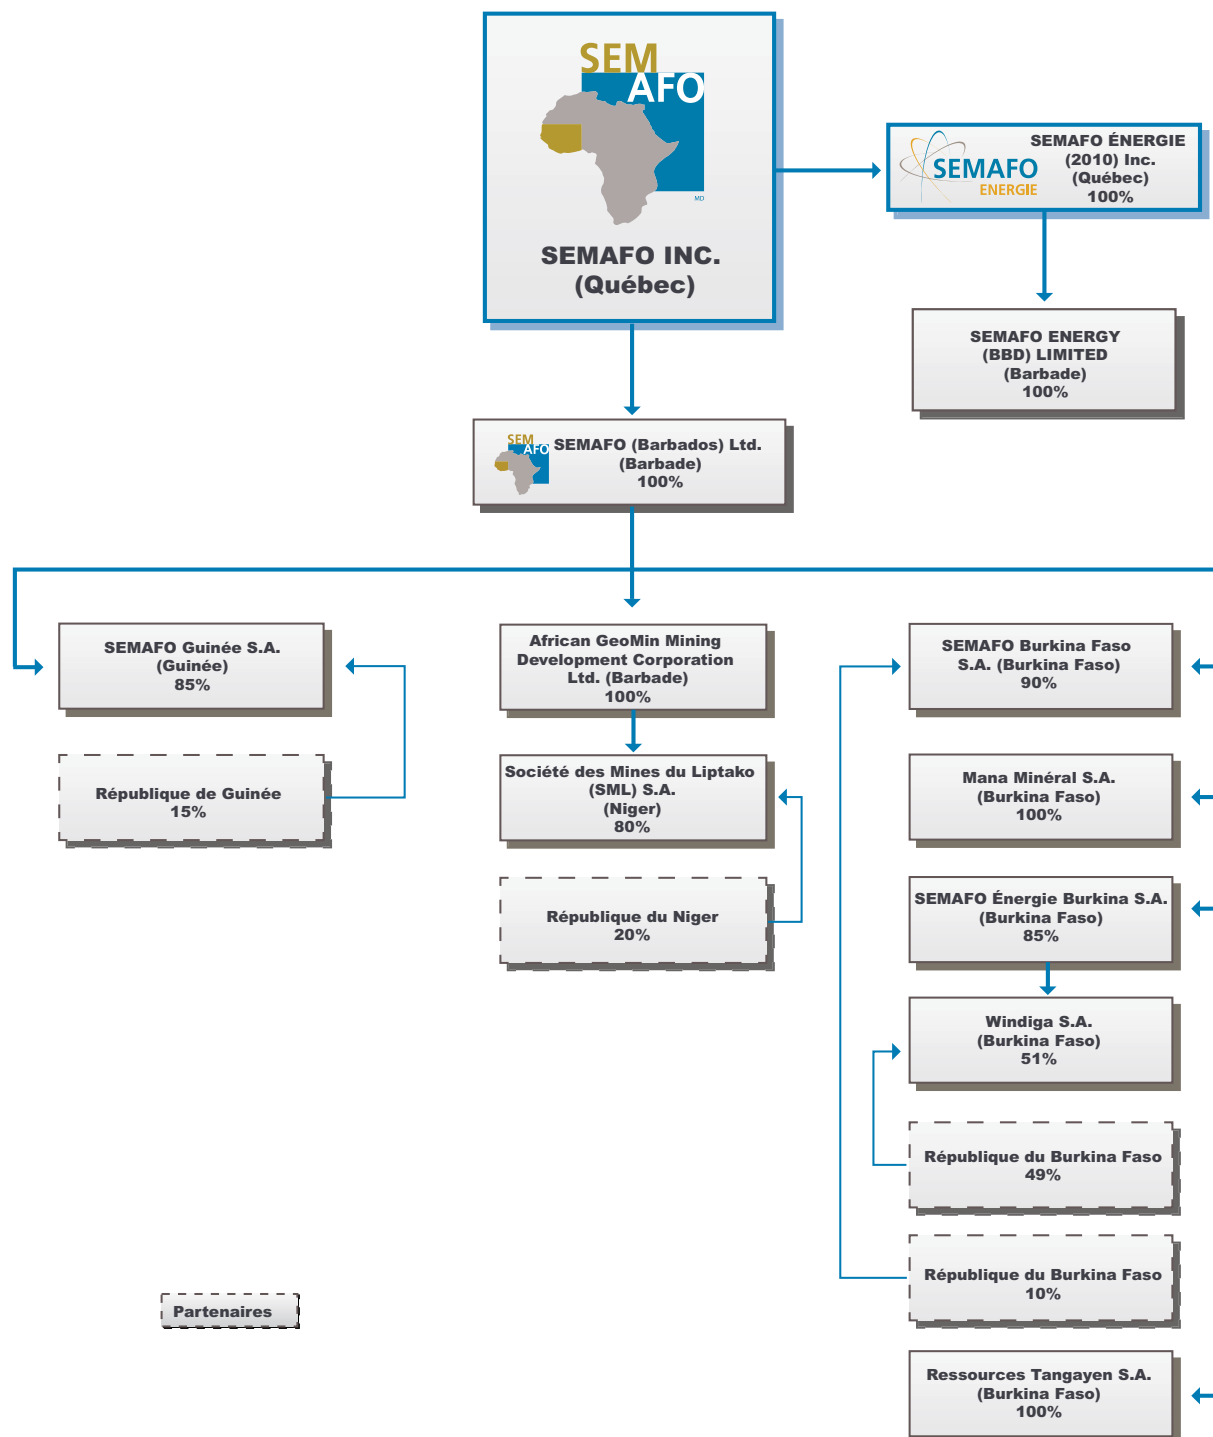 SEM
AFO
MD
SEMAFO INC.
(Québec)
SEMAFO
ENERGIE
SEMAFO ÉNERGIE
(2010) Inc.
(Québec)
100%
SEMAFO ENERGY
(BBD) LIMITED
(Barbade)
100%
SEM
AFO
SEMAFO (Barbados) Ltd.
(Barbade)
100%
SEMAFO Guinée S.A.
(Guinée)
85%
République de Guinée
15%
African GeoMin Mining
Development Corporation
Ltd. (Barbade)
100%
Société des Mines du Liptako
(SML) S.A.
(Niger)
80%
République du Niger
20%
SEMAFO Burkina Faso
S.A. (Burkina Faso)
90%
Mana Minéral S.A.
(Burkina Faso)
100%
SEMAFO Énergie Burkina S.A.
(Burkina Faso)
85%
Windiga S.A.
(Burkina Faso)
51%
République du Burkina Faso
49%
République du Burkina Faso
10%
Ressources Tangayen S.A.
(Burkina Faso)
100%
Partenaires